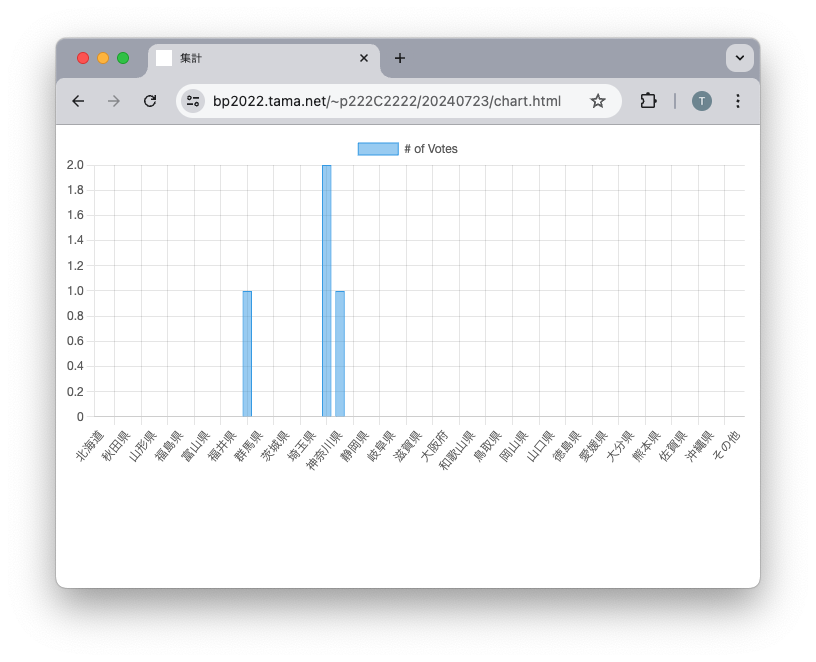 集計
bp2022.tama.net/~p222C2222/20240723/chart.html
T
# of Votes
2.0
1.8
1.6
1.4
1.2
1.0
0.8
0.6
0.4
0.2
0
北海道
秋田県
山形県
福島県
富山県
福井県
群馬県
茨城県
埼玉県
神奈川県
静岡県
岐阜県
滋賀県
大阪府
和歌山県
鳥取県
岡山県
山口県
徳島県
愛媛県
大分県
熊本県
佐賀県
沖縄県
その他